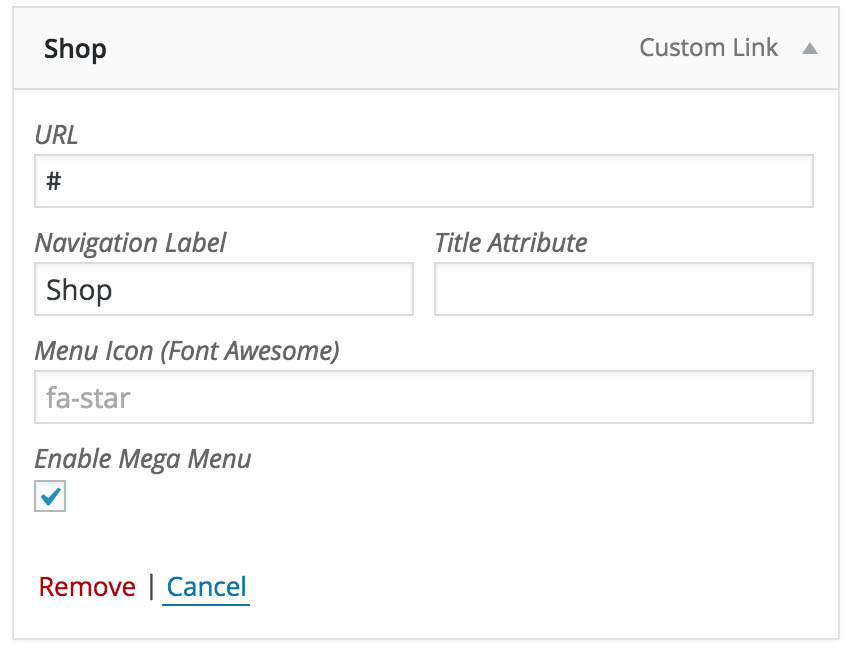 Shop Custom Link
URL
#
Navigation Label Title Attribute
Shop
Menu Icon (Font Awesome)
fa-star
Enable Mega Menu
Remove | Cancel